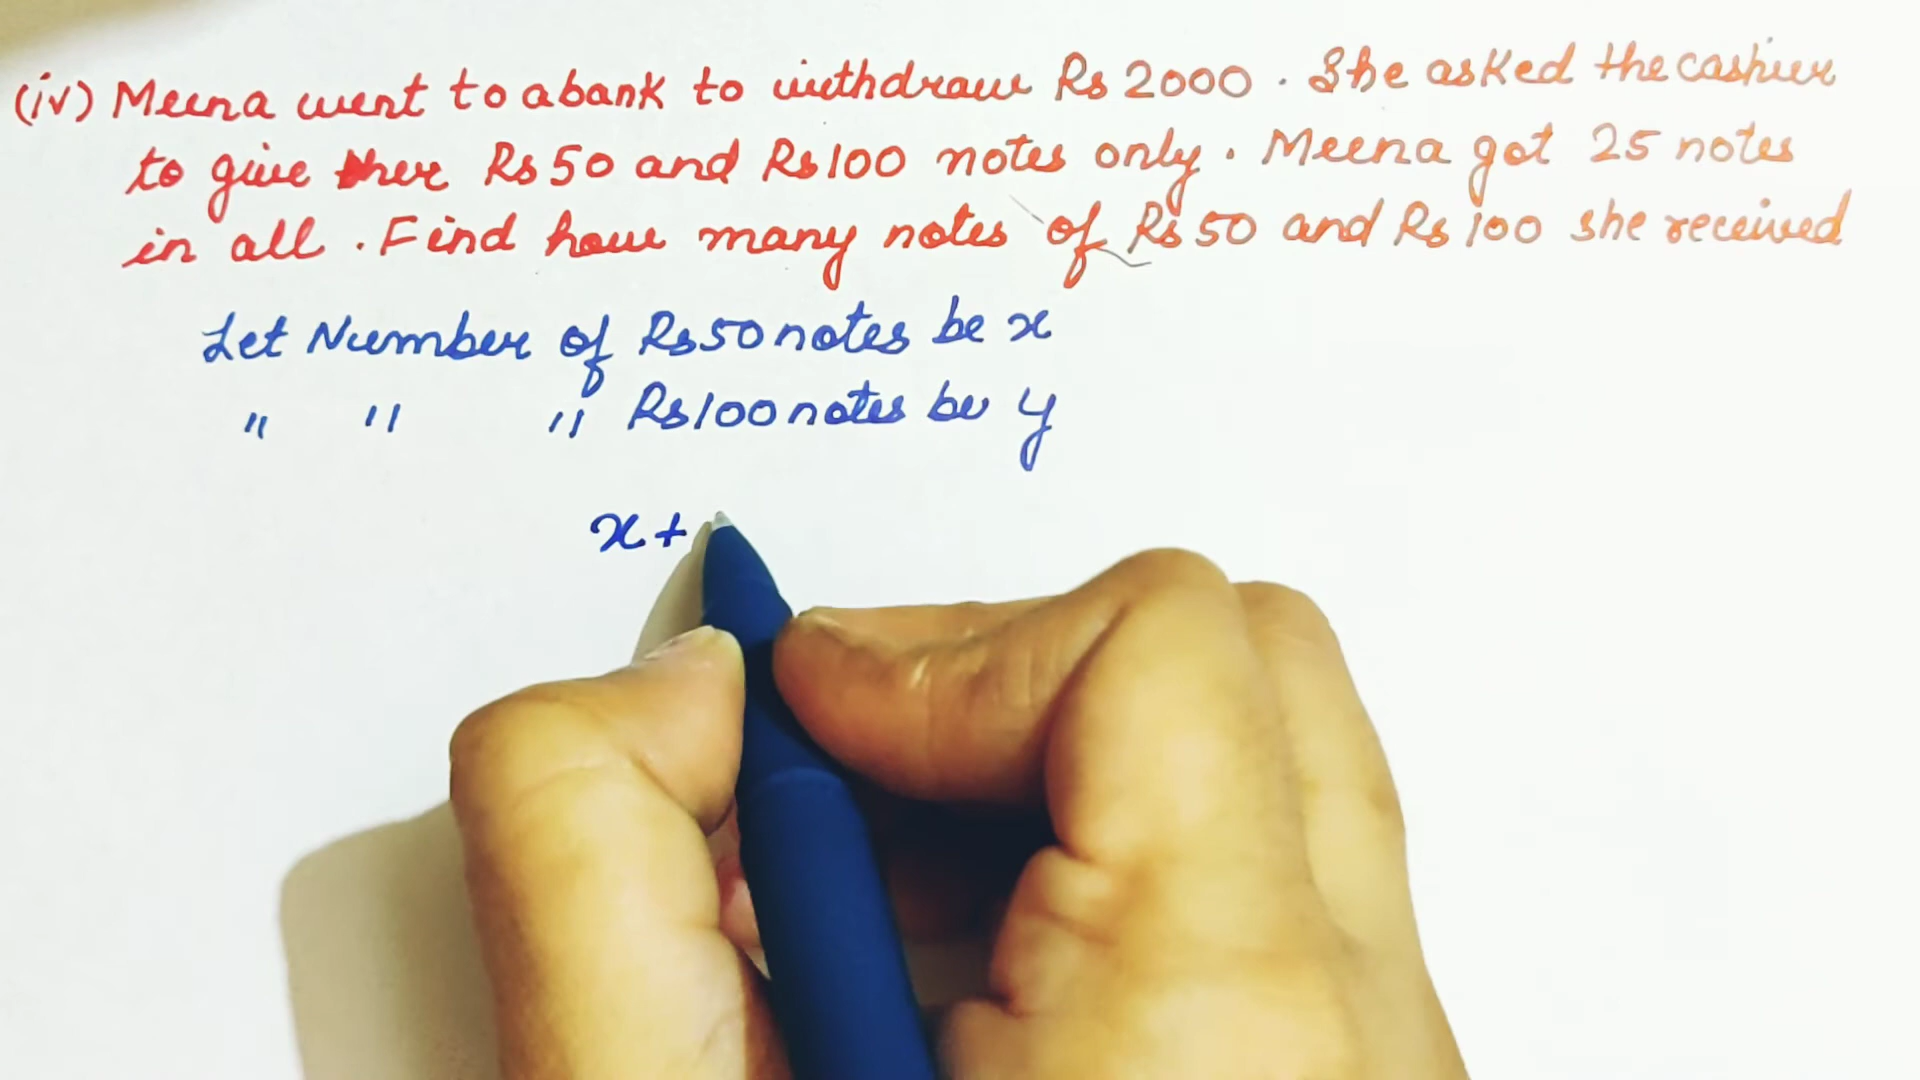 (iv) Meena went to a bank to withdraw Rs 2000. She asked the cashier
to give her Rs 50 and Rs 100 notes only. Meena got 25 notes
in all. Find how many notes of Rs 50 and Rs 100 she received
Let Number of Rs 50 notes be x
" " " Rs 100 notes be y
x +